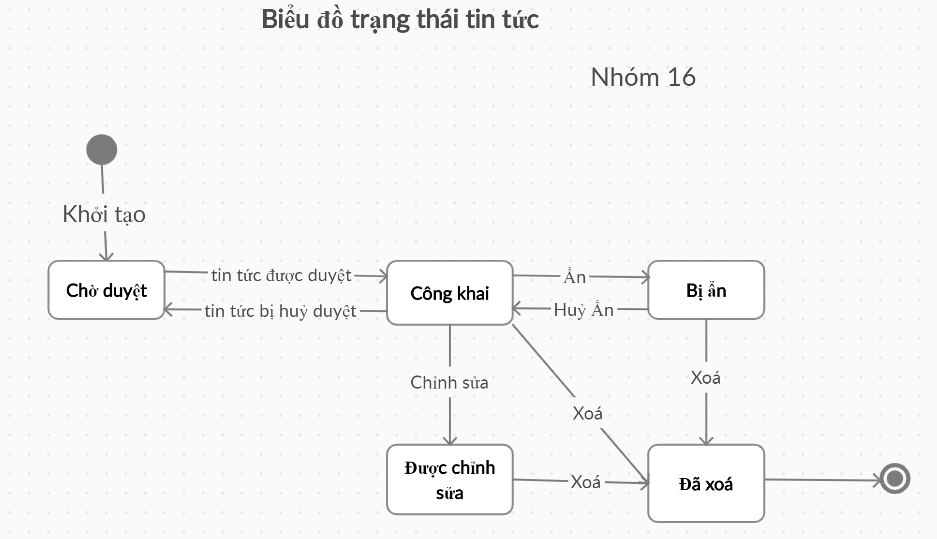 Biểu đồ trạng thái tin tức
Nhóm 16
Khởi tạo
Chờ duyệt
tin tức được duyệt
tin tức bị huỷ duyệt
Công khai
Ẩn
Huỷ Ẩn
Bị ẩn
Chỉnh sửa
Xoá
Xoá
Được chỉnh
sửa
Xoá
Đã xoá